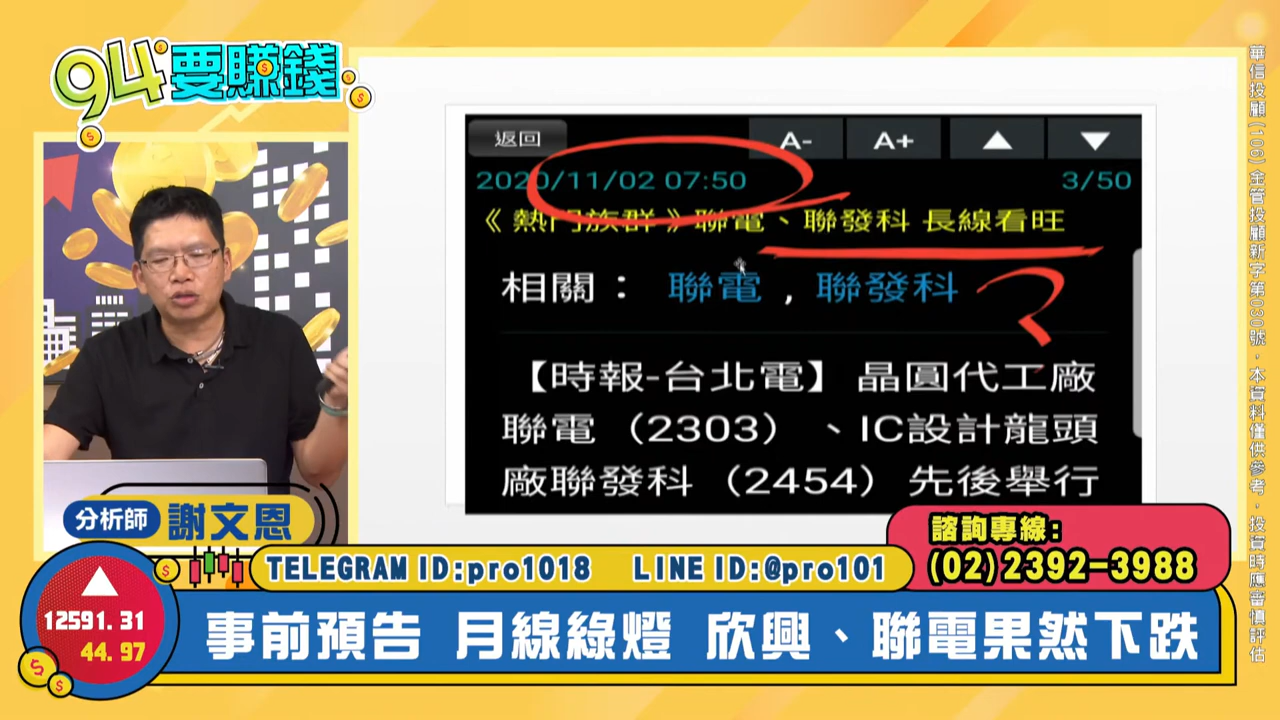 94要賺錢
返回
A-
A+
2020/11/02 07:50
3/50
《熱門族群》聯電、聯發科 長線看旺
相關： 聯電 , 聯發科
【時報-台北電】晶圓代工廠
聯電（2303）、IC設計龍頭
廠聯發科（2454）先後舉行
分析師 謝文恩
諮詢專線:
(02)2392-3988
TELEGRAM ID:pro1018 LINE ID:@pro101
12591.31
44.97
事前預告 月線綠燈 欣興、聯電果然下跌
華信投顧(106)金管投顧新字第030號，本資料僅供參考，投資時應審慎評估